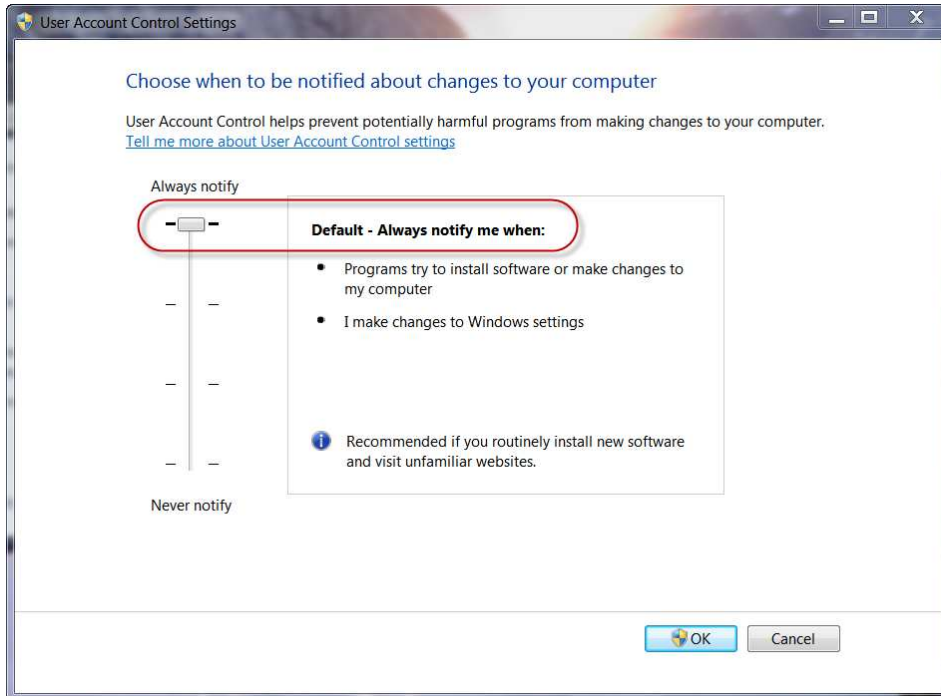 User Account Control Settings
Choose when to be notified about changes to your computer
User Account Control helps prevent potentially harmful programs from making changes to your computer.
Tell me more about User Account Control settings
Always notify
Default - Always notify me when:
• Programs try to install software or make changes to
my computer
• I make changes to Windows settings
Recommended if you routinely install new software
and visit unfamiliar websites.
Never notify
OK
Cancel